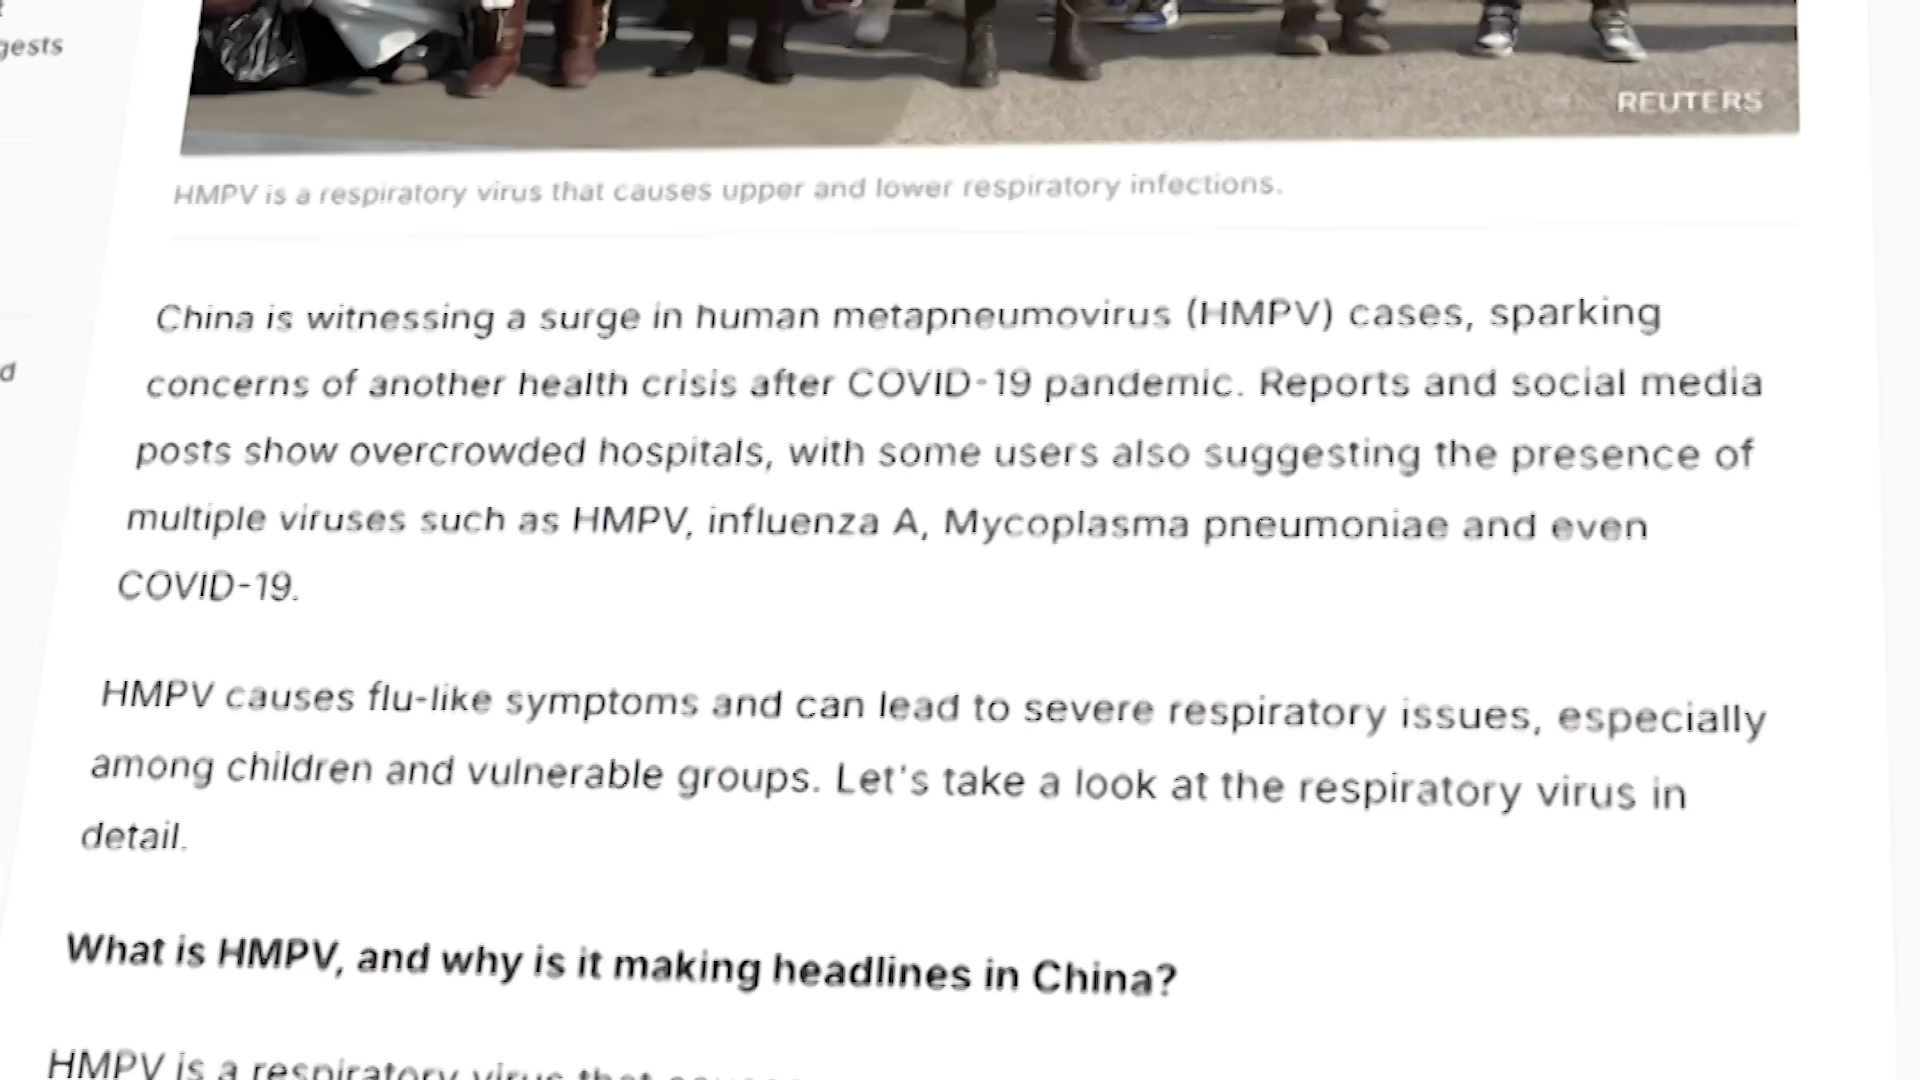 gests
REUTERS
HMPV is a respiratory virus that causes upper and lower respiratory infections.
China is witnessing a surge in human metapneumovirus (HMPV) cases, sparking
concerns of another health crisis after COVID-19 pandemic. Reports and social media
d
posts show overcrowded hospitals, with some users also suggesting the presence of
multiple viruses such as HMPV, influenza A, Mycoplasma pneumoniae and even
COVID-19.
HMPV causes flu-like symptoms and can lead to severe respiratory issues, especially
among children and vulnerable groups. Let's take a look at the respiratory virus in
detail.
What is HMPV, and why is it making headlines in China?
HMPV is a respiratory virus that